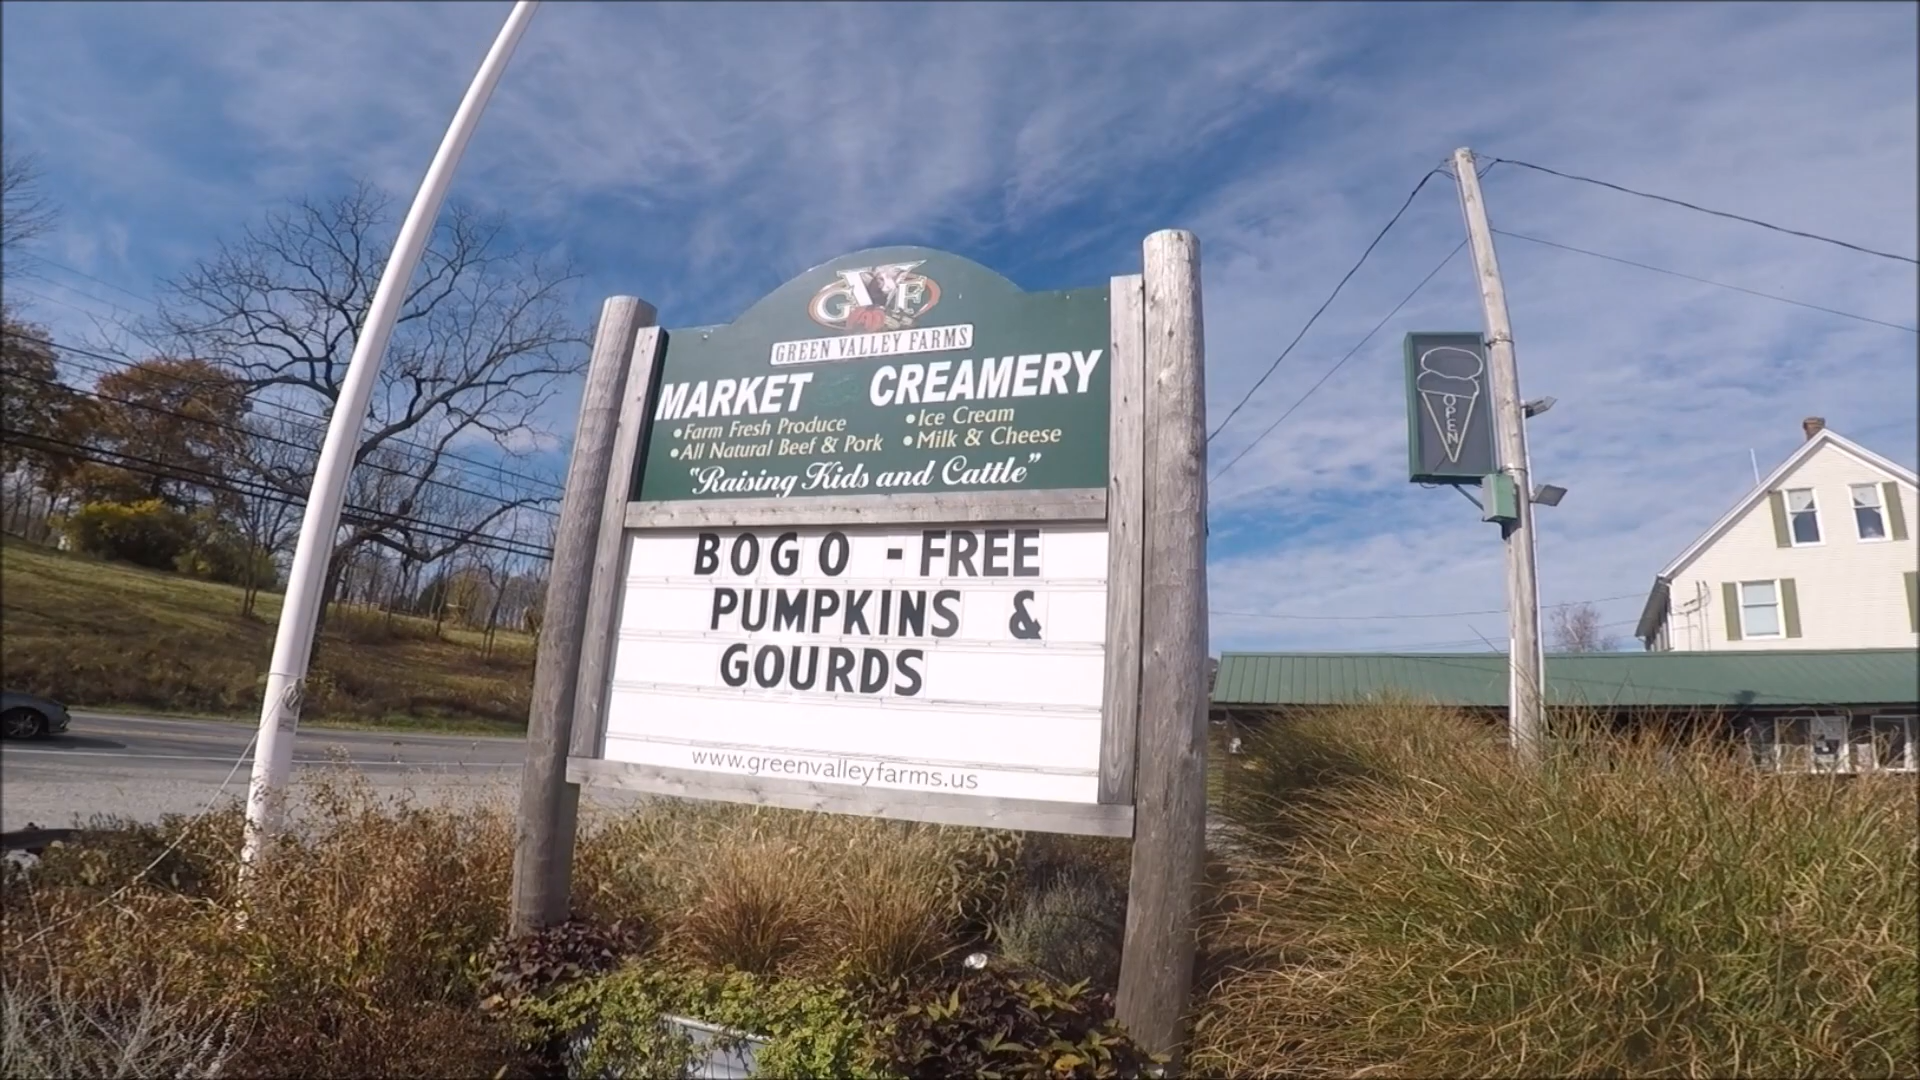 GVF
GREEN VALLEY FARMS
MARKET CREAMERY
•Farm Fresh Produce •Ice Cream
•All Natural Beef & Pork •Milk & Cheese
"Raising Kids and Cattle"
BOGO - FREE
PUMPKINS &
GOURDS
www.greenvalleyfarms.us
OPEN